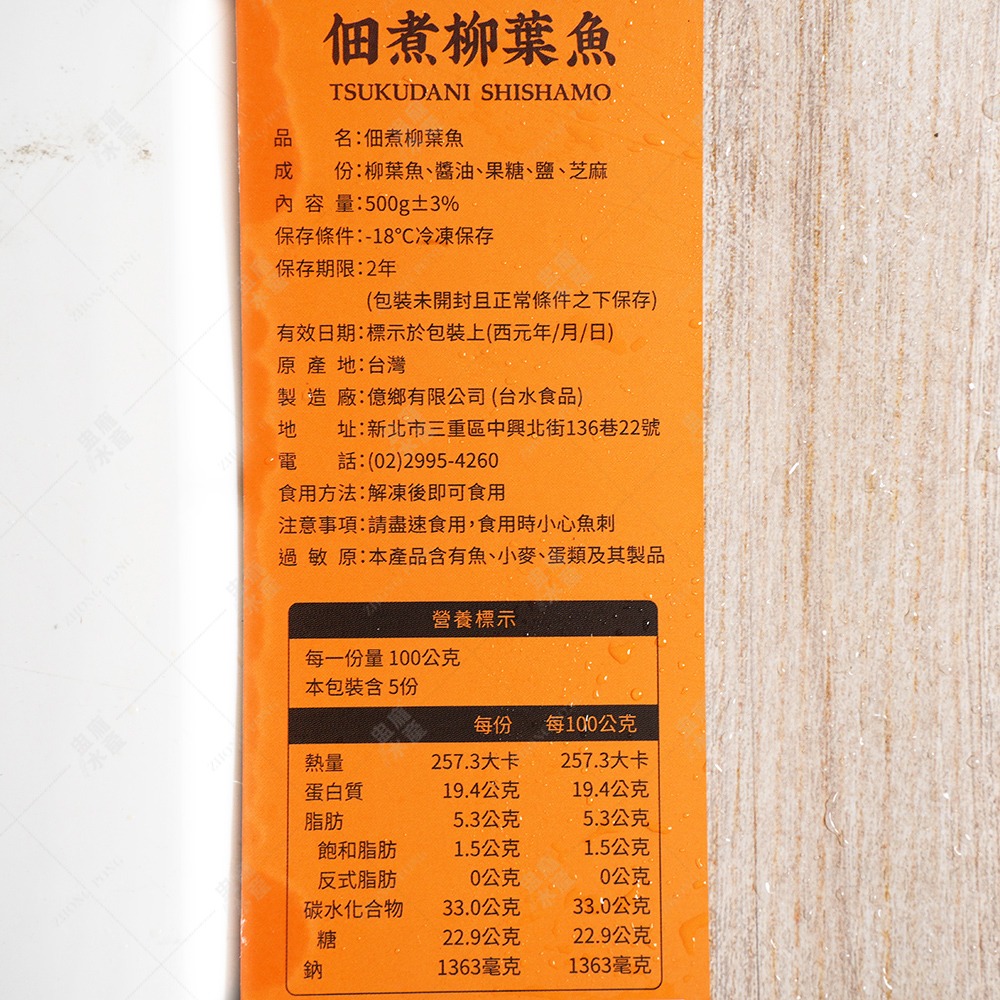 佃煮柳葉魚
TSUKUDANI SHISHAMO
品名:佃煮柳葉魚
成份:柳葉魚、醬油、果糖、鹽、芝麻
內容量:500g±3%
保存條件:-18℃冷凍保存
保存期限:2年
(包裝未開封且正常條件之下保存)
有效日期:標示於包裝上(西元年/月/日)
原產地:台灣
製造廠:億鄉有限公司 (台水食品)
地址:新北市三重區中興北街136巷22號
電話:(02)2995-4260
食用方法:解凍後即可食用
注意事項:請盡速食用,食用時小心魚刺
過敏原:本產品含有魚、小麥、蛋類及其製品
營養標示
每一份量 100公克
本包裝含 5份
每份 每100公克
熱量 257.3大卡 257.3大卡
蛋白質 19.4公克 19.4公克
脂肪 5.3公克 5.3公克
飽和脂肪 1.5公克 1.5公克
反式脂肪 0公克 0公克
碳水化合物 33.0公克 33.0公克
糖 22.9公克 22.9公克
鈉 1363毫克 1363毫克